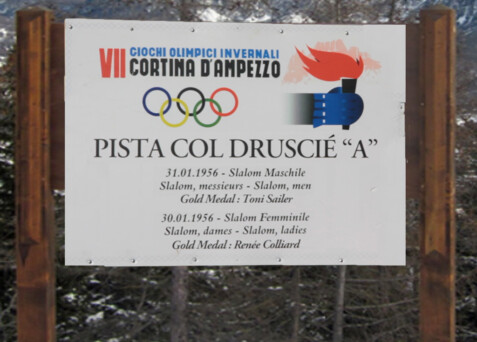 VII GIOCHI OLIMPICI INVERNALI
CORTINA D'AMPEZZO
PISTA COL DRUSCIÉ "A"
31.01.1956 - Slalom Maschile
Slalom, messieurs - Slalom, men
Gold Medal : Toni Sailer
30.01.1956 - Slalom Femminile
Slalom, dames - Slalom, ladies
Gold Medal : Renée Colliard